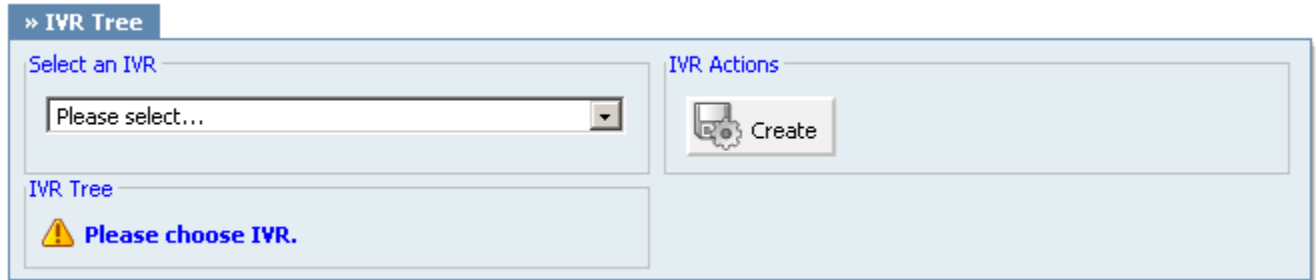 » IVR Tree
Select an IVR
Please select...
IVR Actions
Create
IVR Tree
Please choose IVR.